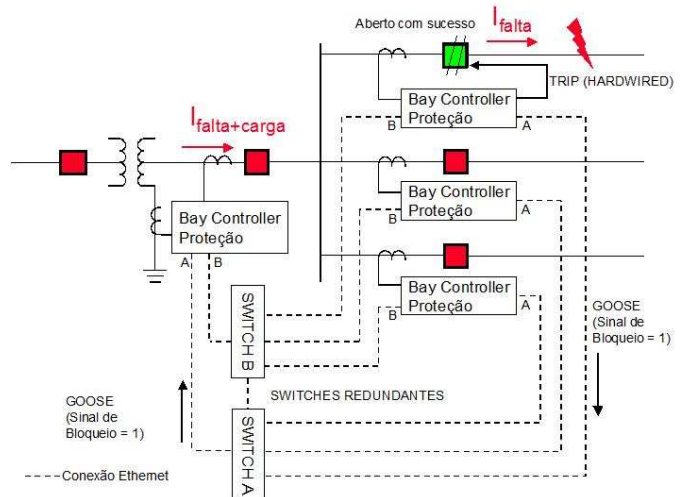 Aberto com sucesso
Ifalta
TRIP (HARDWIRED)
Bay Controller
Proteção
B
A
Ifalta+carga
Bay Controller
Proteção
B
A
Bay Controller
Proteção
A
B
Bay Controller
Proteção
B
A
SWITCH B
GOOSE
(Sinal de
Bloqueio = 1)
SWITCHES REDUNDANTES
GOOSE
(Sinal de
Bloqueio = 1)
SWITCH A
Conexão Ethernet